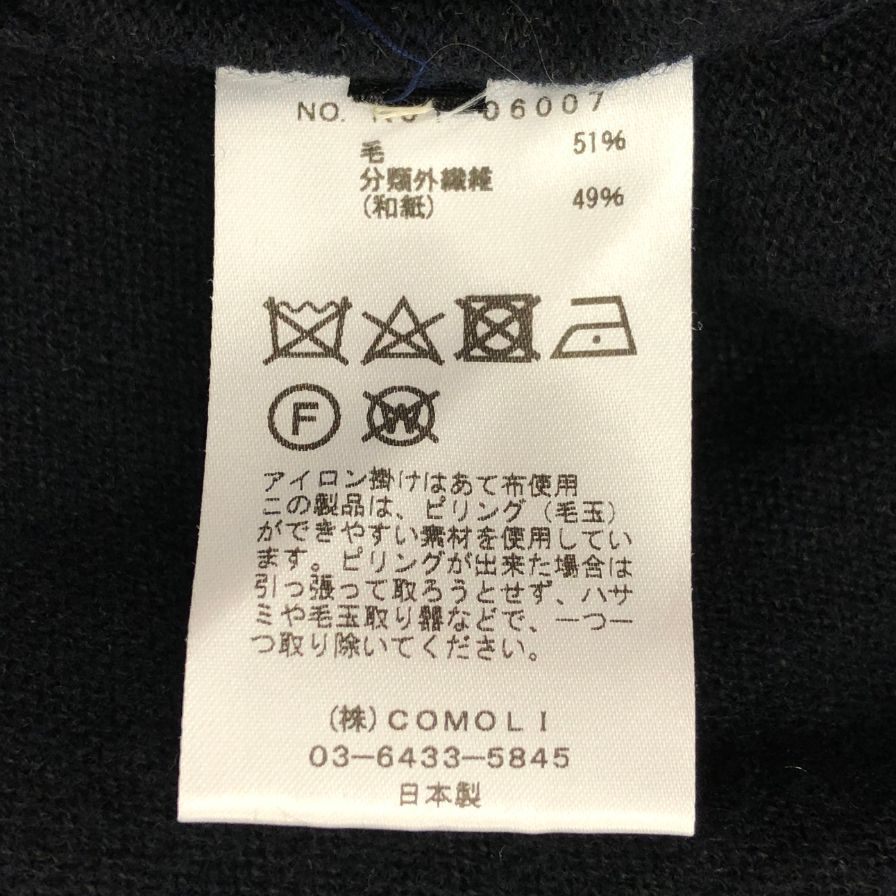 NO. 06007
毛 51%
分類外繊維
(和紙) 49%
F W
アイロン掛けはあて布使用
この製品は、ピリング(毛玉)
ができやすい素材を使用してい
ます。ピリングが出来た場合は
引っ張って取ろうとせず、ハサ
ミや毛玉取り器などで、一つ一
つ取り除いてください。
(株)COMOLI
03-6433-5845
日本製